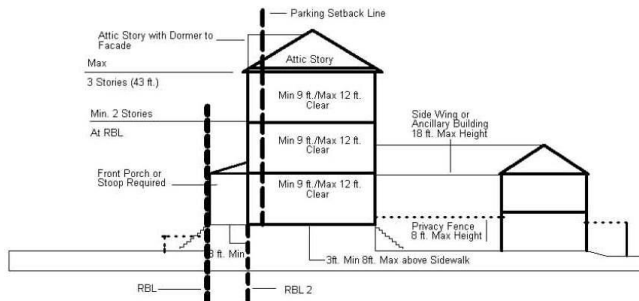 Parking Setback Line
Attic Story with Dormer to
Facade
Attic Story
Max
3 Stories (43 ft.)
Min 9 ft./Max 12 ft.
Clear
Min. 2 Stories
At RBL
Min 9 ft./Max 12 ft.
Clear
Side Wing or
Ancillary Building
18 ft. Max Height
Front Porch or
Stoop Required
Min 9 ft./Max 12 ft.
Clear
Privacy Fence
8 ft. Max Height
8 ft. Min
3ft. Min 8ft. Max above Sidewalk
RBL
RBL 2